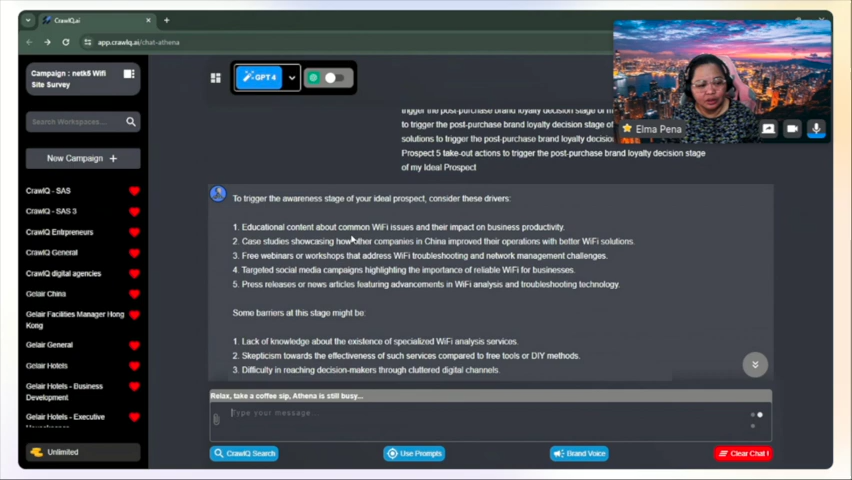 CrawlQ.ai
app.crawlq.ai/chat-athena
Campaign : netk5 Wifi
Site Survey
GPT 4
Search Workspaces...
New Campaign +
CrawlQ - SAS
CrawlQ - SAS 3
CrawlQ Entrpreneurs
CrawlQ General
CrawlQ digital agencies
Gelair China
Gelair Facilities Manager Hong
Kong
Gelair General
Gelair Hotels
Gelair Hotels - Business
Development
Gelair Hotels - Executive
Unlimited
Elma Pena
trigger the post-purchase brand loyalty decision stage of m
to trigger the post-purchase brand loyalty decision stage of
solutions to trigger the post-purchase brand loyalty decision
Prospect 5 take-out actions to trigger the post-purchase brand loyalty decision stage
of my Ideal Prospect
To trigger the awareness stage of your ideal prospect, consider these drivers:
1. Educational content about common WiFi issues and their impact on business productivity.
2. Case studies showcasing how other companies in China improved their operations with better WiFi solutions.
3. Free webinars or workshops that address WiFi troubleshooting and network management challenges.
4. Targeted social media campaigns highlighting the importance of reliable WiFi for businesses.
5. Press releases or news articles featuring advancements in WiFi analysis and troubleshooting technology.
Some barriers at this stage might be:
1. Lack of knowledge about the existence of specialized WiFi analysis services.
2. Skepticism towards the effectiveness of such services compared to free tools or DIY methods.
3. Difficulty in reaching decision-makers through cluttered digital channels.
Relax, take a coffee sip, Athena is still busy...
Type your message...
CrawlQ Search
Use Prompts
Brand Voice
Clear Chat !